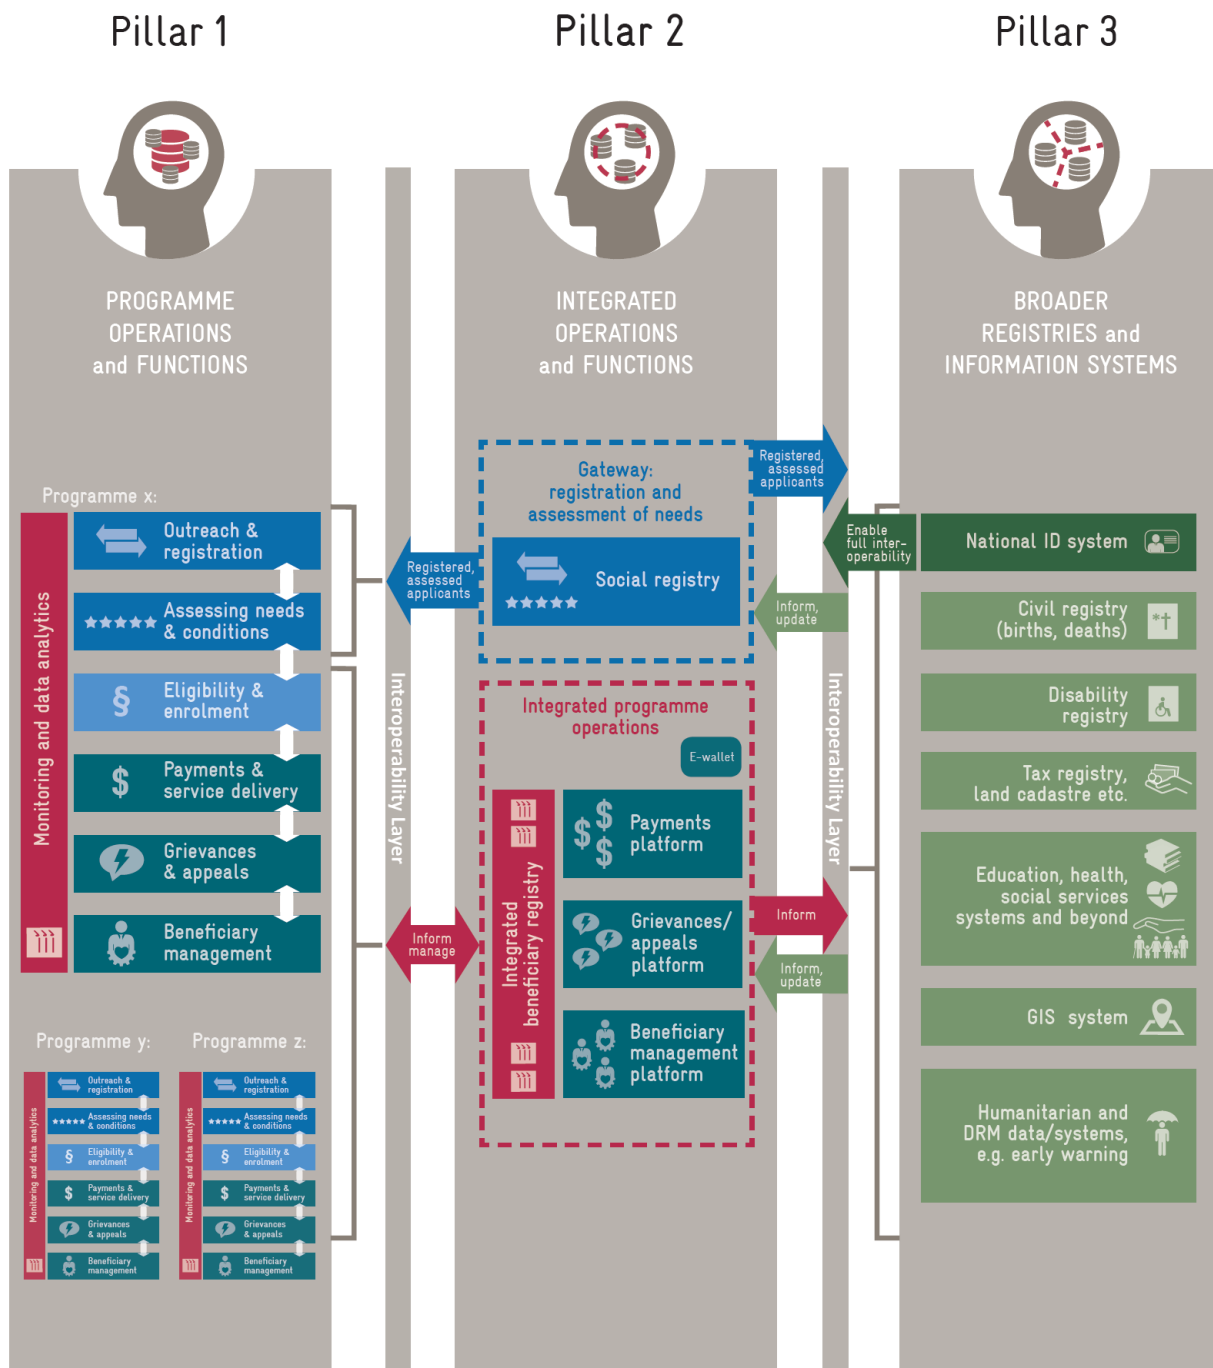 Pillar 1
Pillar 2
Pillar 3
PROGRAMME
OPERATIONS
and FUNCTIONS
INTEGRATED
OPERATIONS
and FUNCTIONS
BROADER
REGISTRIES and
INFORMATION SYSTEMS
Programme x:
Monitoring and data analytics
Outreach &
registration
Assessing needs
& conditions
§
Eligibility &
enrolment
$
Payments &
service delivery
Grievances
& appeals
Beneficiary
management
Programme y:
Monitoring and data analytics
Outreach &
registration
Assessing needs
& conditions
§
Eligibility &
enrolment
$
Payments &
service delivery
Grievances
& appeals
Beneficiary
management
Programme z:
Monitoring and data analytics
Outreach &
registration
Assessing needs
& conditions
§
Eligibility &
enrolment
$
Payments &
service delivery
Grievances
& appeals
Beneficiary
management
Interoperability Layer
Registered,
assessed
applicants
Inform
manage
Gateway:
registration and
assessment of needs
Social registry
Integrated programme
operations
E-wallet
Integrated
beneficiary registry
$
$
$
Payments
platform
Grievances/
appeals
platform
Beneficiary
management
platform
Interoperability Layer
Registered,
assessed
applicants
Enable
full inter-
operability
Inform,
update
Inform
Inform,
update
National ID system
Civil registry
(births, deaths)
*†
Disability
registry
Tax registry,
land cadastre etc.
Education, health,
social services
systems and beyond
GIS system
Humanitarian and
DRM data/systems,
e.g. early warning